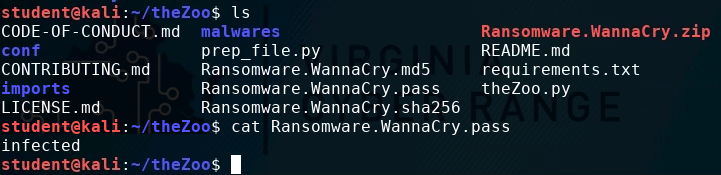 student@kali:~/theZoo$ ls
CODE-OF-CONDUCT.md malwares Ransomware.WannaCry.zip
conf prep_file.py README.md
CONTRIBUTING.md Ransomware.WannaCry.md5 requirements.txt
imports Ransomware.WannaCry.pass theZoo.py
LICENSE.md Ransomware.WannaCry.sha256
student@kali:~/theZoo$ cat Ransomware.WannaCry.pass
infected
student@kali:~/theZoo$
VIRGINIA
RANGE